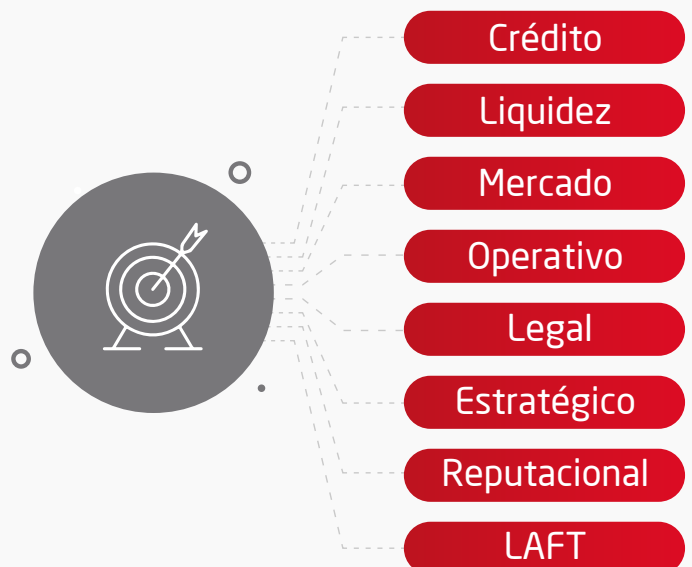 Crédito
Liquidez
Mercado
Operativo
Legal
Estratégico
Reputacional
LAFT